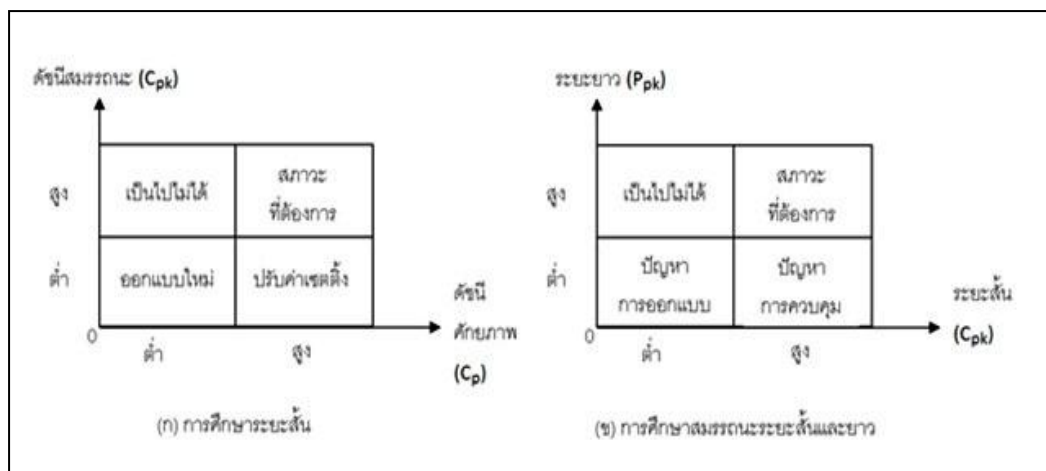 ดัชนีสมรรถนะ (Cpk)
สูง
เป็นไปไม่ได้
สภาวะ
ที่ต้องการ
ต่ำ
ออกแบบใหม่
ปรับค่าเซตติ้ง
0
ต่ำ
สูง
ดัชนี
ศักยภาพ
(Cp)
(ก) การศึกษาระยะสั้น
ระยะยาว (Ppk)
สูง
เป็นไปไม่ได้
สภาวะ
ที่ต้องการ
ต่ำ
ปัญหา
การออกแบบ
ปัญหา
การควบคุม
0
ต่ำ
สูง
ระยะสั้น
(Cpk)
(ข) การศึกษาสมรรถนะระยะสั้นและยาว